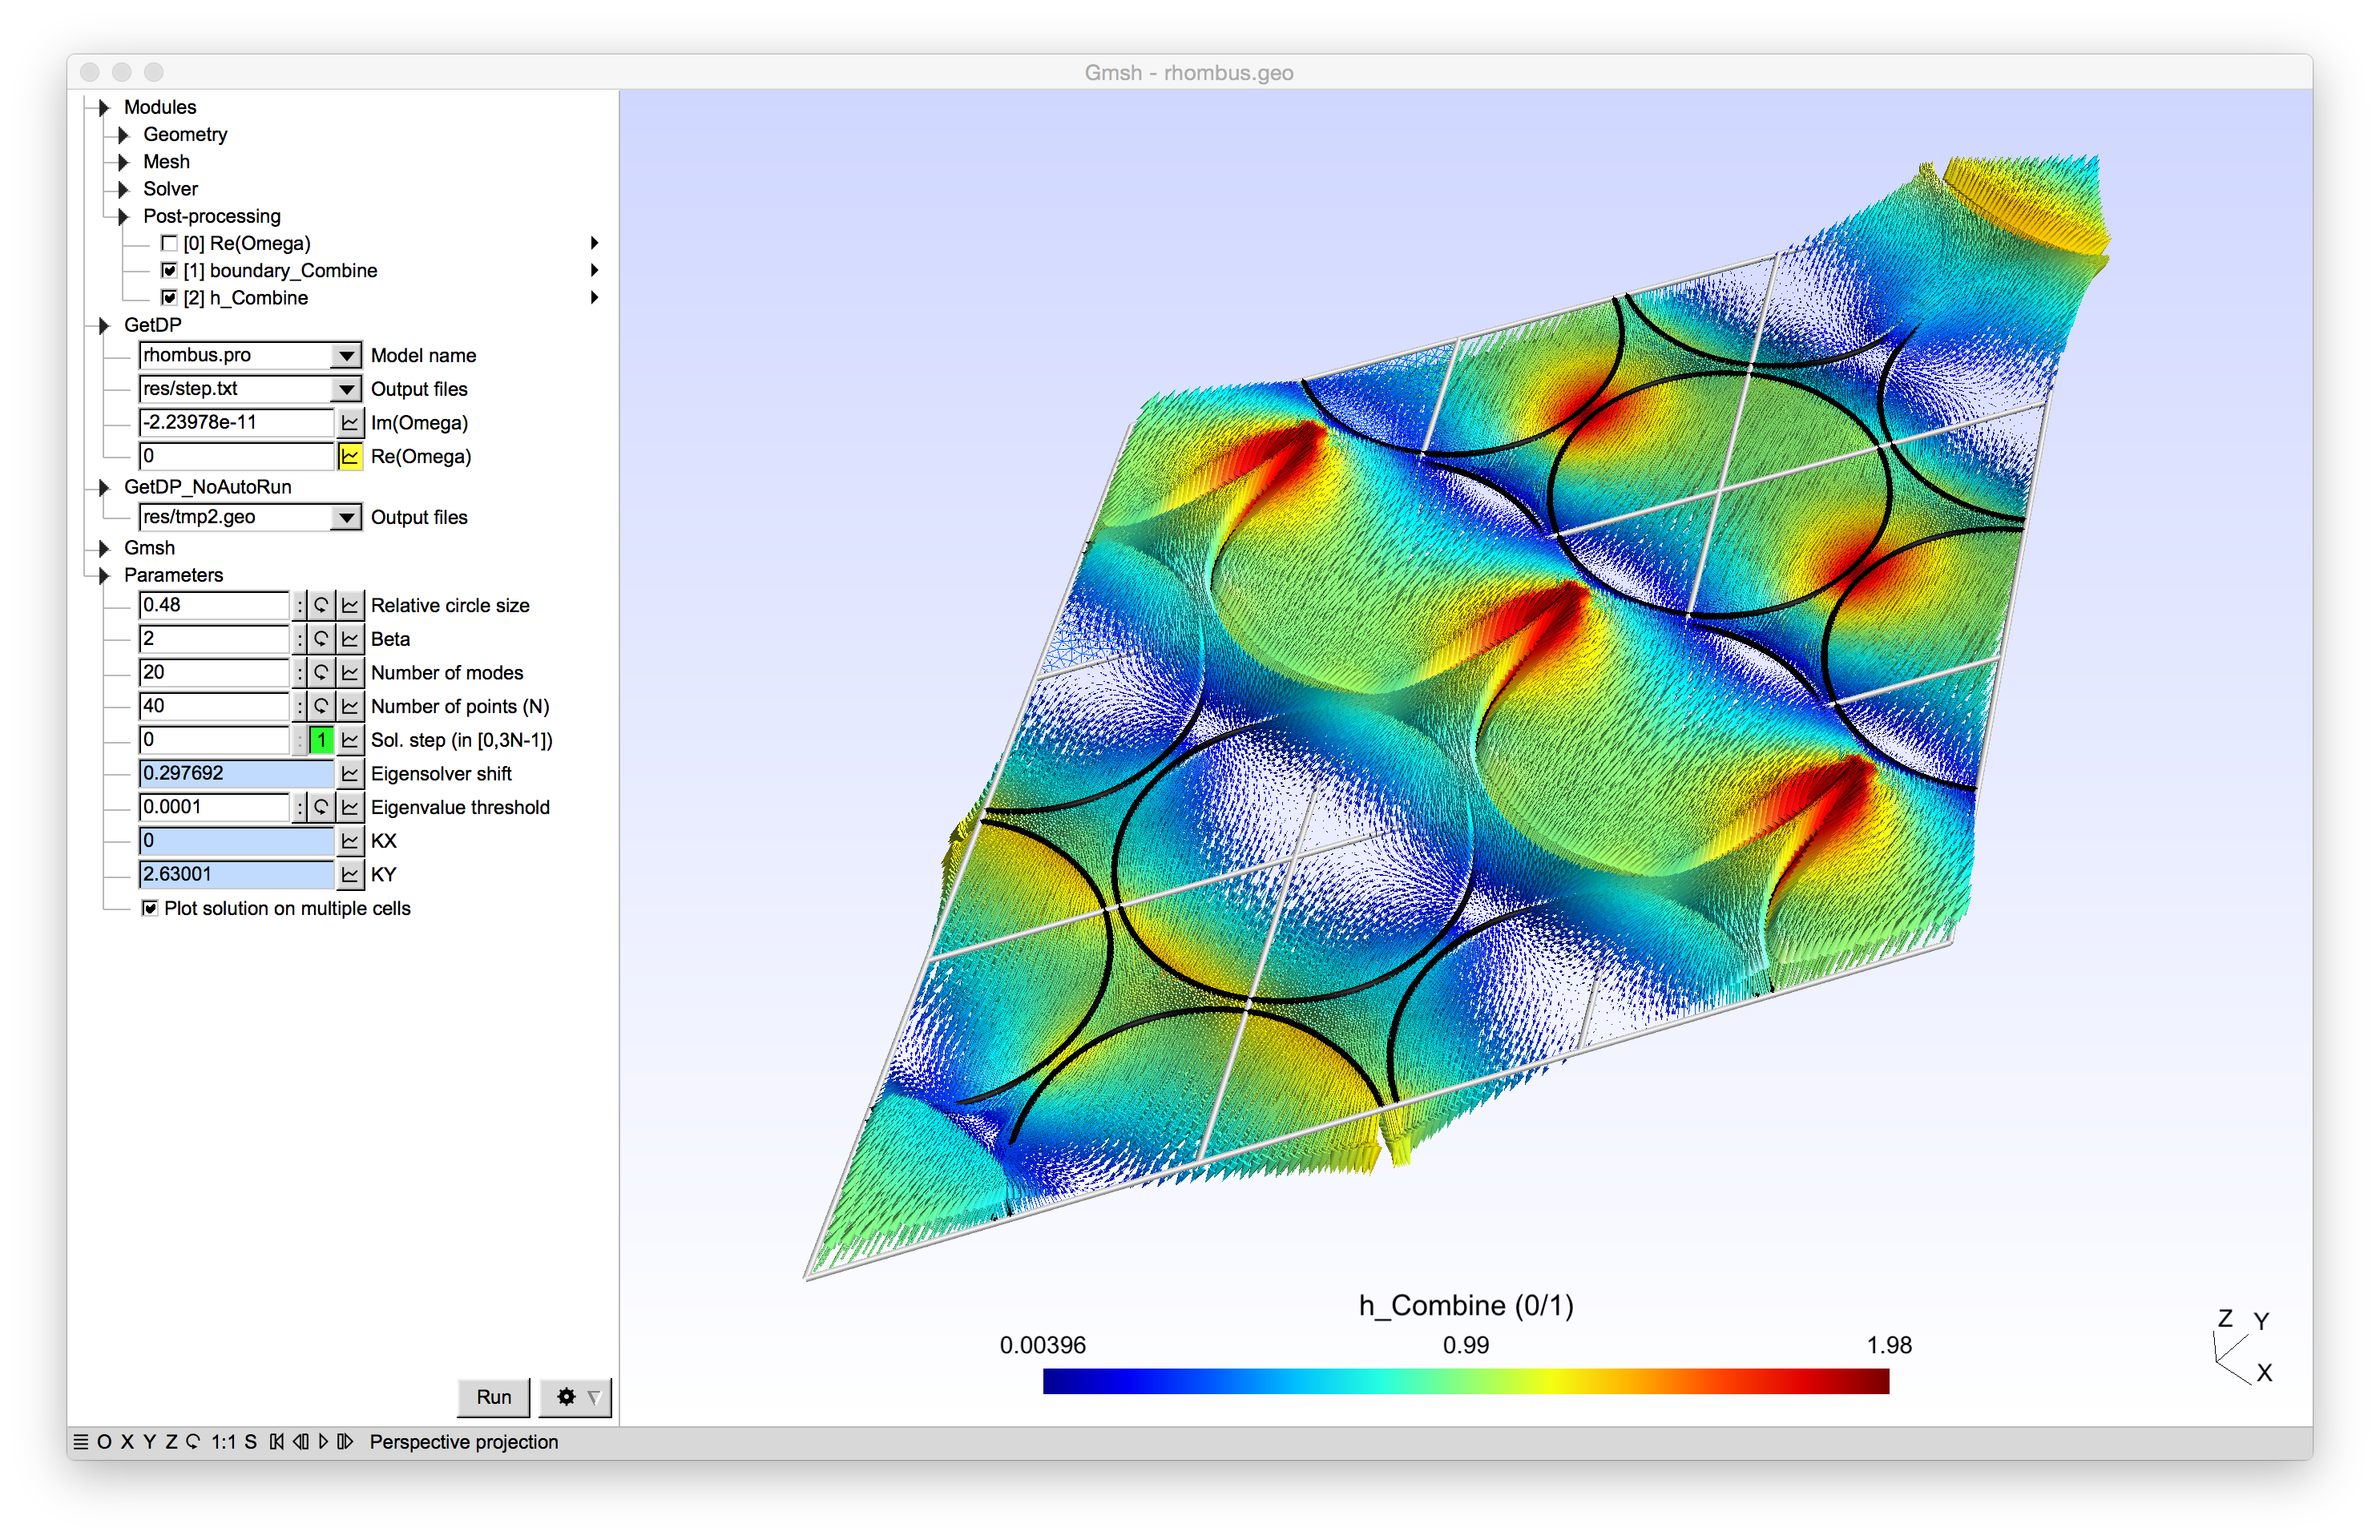 Gmsh - rhombus.geo
Modules
Geometry
Mesh
Solver
Post-processing
[0] Re(Omega)
[1] boundary_Combine
[2] h_Combine
GetDP
rhombus.pro Model name
res/step.txt Output files
-2.23978e-11 Im(Omega)
0 Re(Omega)
GetDP_NoAutoRun
res/tmp2.geo Output files
Gmsh
Parameters
0.48 : Relative circle size
2 : Beta
20 : Number of modes
40 : Number of points (N)
0 : 1 Sol. step (in [0,3N-1])
0.297692 Eigensolver shift
0.0001 : Eigenvalue threshold
0 KX
2.63001 KY
Plot solution on multiple cells
h_Combine (0/1)
0.00396 0.99 1.98
Z Y
X
Run
O X Y Z 1:1 S Perspective projection